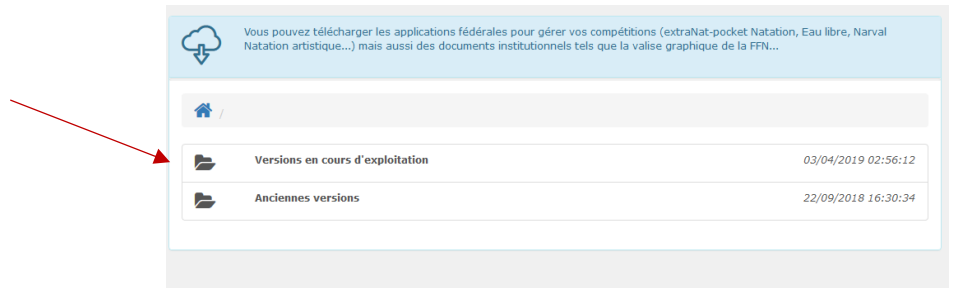 Vous pouvez télécharger les applications fédérales pour gérer vos compétitions (extraNat-pocket Natation, Eau libre, Narval
Natation artistique...) mais aussi des documents institutionnels tels que la valise graphique de la FFN...
/
Versions en cours d'exploitation 03/04/2019 02:56:12
Anciennes versions 22/09/2018 16:30:34